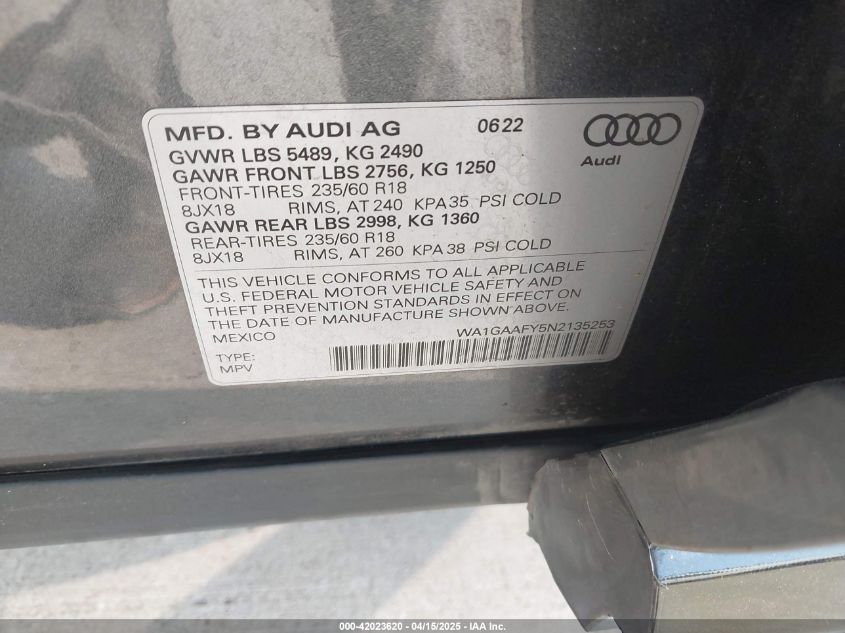 MFD. BY AUDI AG 0622
Audi
GVWR LBS 5489, KG 2490
GAWR FRONT LBS 2756, KG 1250
FRONT-TIRES 235/60 R18
8JX18 RIMS, AT 240 KPA 35 PSI COLD
GAWR REAR LBS 2998, KG 1360
REAR-TIRES 235/60 R18
8JX18 RIMS, AT 260 KPA 38 PSI COLD
THIS VEHICLE CONFORMS TO ALL APPLICABLE
U.S. FEDERAL MOTOR VEHICLE SAFETY AND
THEFT PREVENTION STANDARDS IN EFFECT ON
THE DATE OF MANUFACTURE SHOWN ABOVE.
MEXICO WA1GAAFY5N2135253
TYPE:
MPV
000-42023620 - 04/15/2025 - IAA Inc.